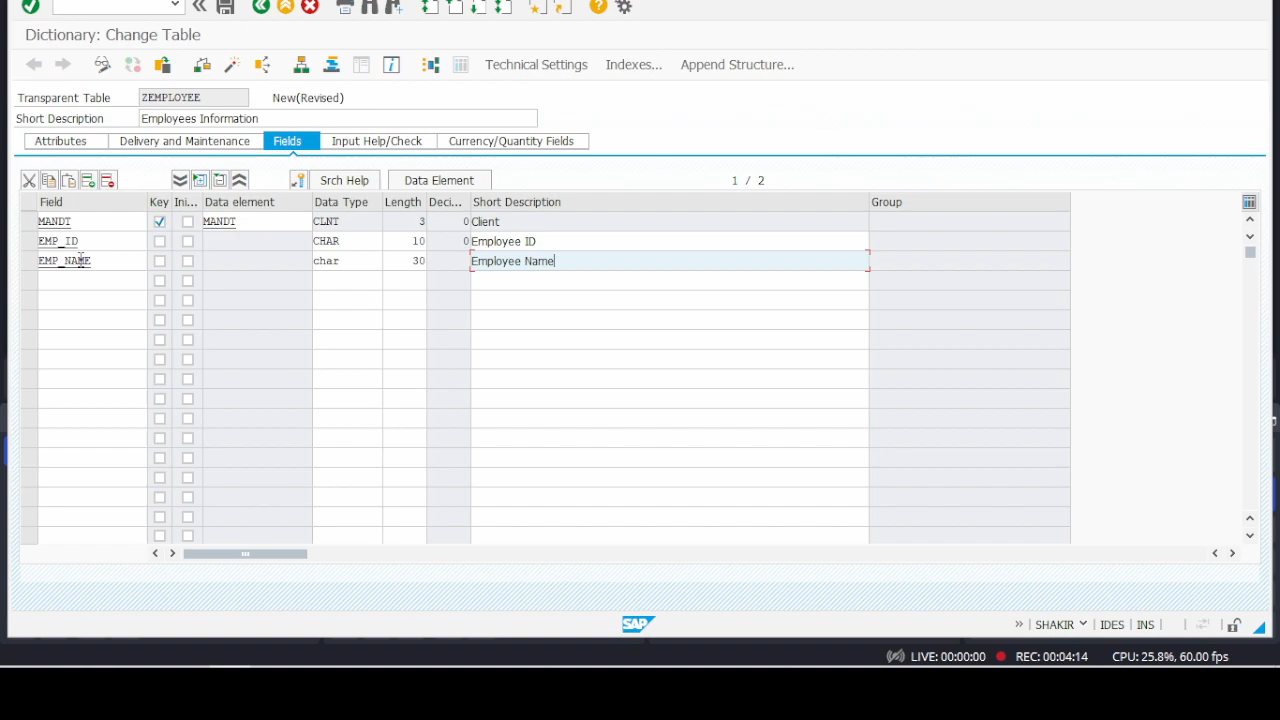 Dictionary: Change Table
Technical Settings Indexes... Append Structure...
Transparent Table ZEMPLOYEE New(Revised)
Short Description Employees Information
Attributes Delivery and Maintenance Fields Input Help/Check Currency/Quantity Fields
Srch Help Data Element 1 / 2
Field Key Ini... Data element Data Type Length Deci... Short Description Group
MANDT MANDT CLNT 3 0 Client
EMP_ID CHAR 10 0 Employee ID
EMP_NAME char 30 Employee Name
SAP » SHAKIR IDES INS
LIVE: 00:00:00 REC: 00:04:14 CPU: 25.8%, 60.00 fps